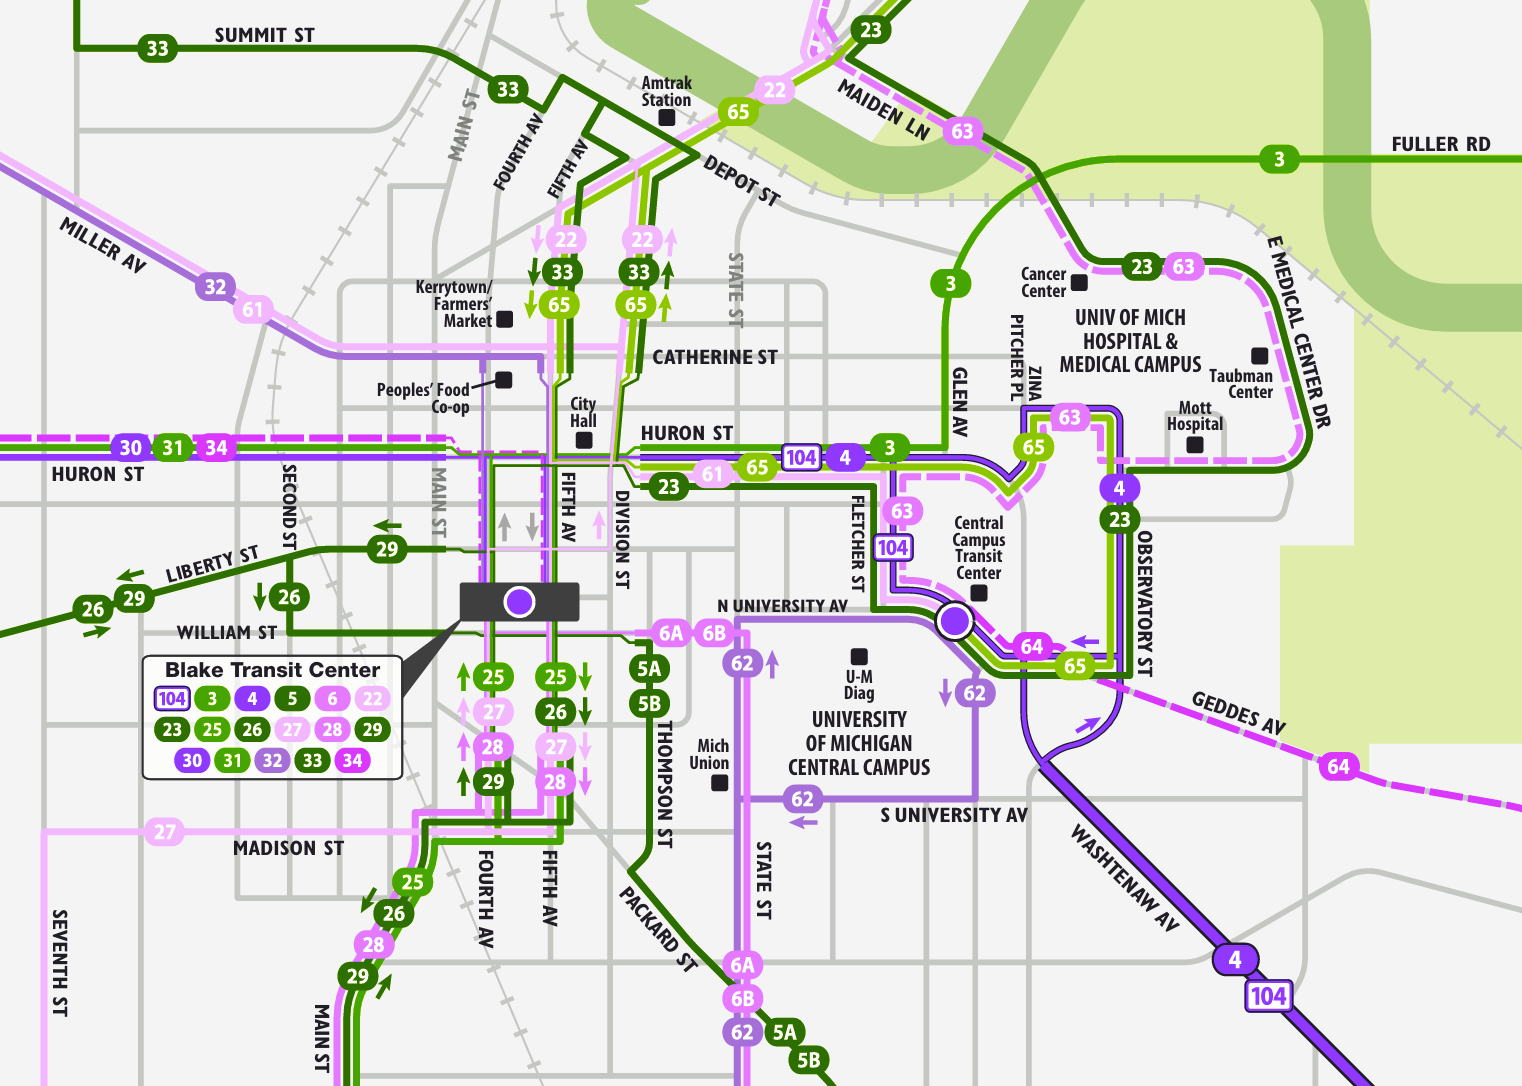 23
33
SUMMIT ST
33
Amtrak
Station
22
65
MAIDEN LN
63
MAIN ST
FOURTH AV
FIFTH AV
DEPOT ST
3
FULLER RD
MILLER AV
32
61
22
22
33
33
65
65
Kerrytown/
Farmers'
Market
STATE ST
3
Cancer
Center
23
63
E MEDICAL CENTER DR
UNIV OF MICH
HOSPITAL &
MEDICAL CAMPUS
PITCHER PL
ZINA
Taubman
Center
CATHERINE ST
Peoples' Food
Co-op
City
Hall
GLEN AV
Mott
Hospital
30
31
34
HURON ST
HURON ST
104
4
3
65
63
61
65
23
4
23
SECOND ST
MAIN ST
FIFTH AV
DIVISION ST
FLETCHER ST
63
104
Central
Campus
Transit
Center
OBSERVATORY ST
LIBERTY ST
29
29
26
26
WILLIAM ST
6A
6B
N UNIVERSITY AV
62
64
65
U-M
Diag
62
Blake Transit Center
104 3 4 5 6 22
23 25 26 27 28 29
30 31 32 33 34
25
27
28
29
25
26
27
28
5A
5B
THOMPSON ST
UNIVERSITY
OF MICHIGAN
CENTRAL CAMPUS
Mich
Union
GEDDES AV
64
62
S UNIVERSITY AV
27
MADISON ST
25
26
28
29
MAIN ST
SEVENTH ST
FOURTH AV
FIFTH AV
PACKARD ST
STATE ST
WASHTENAW AV
4
104
6A
6B
62
5A
5B